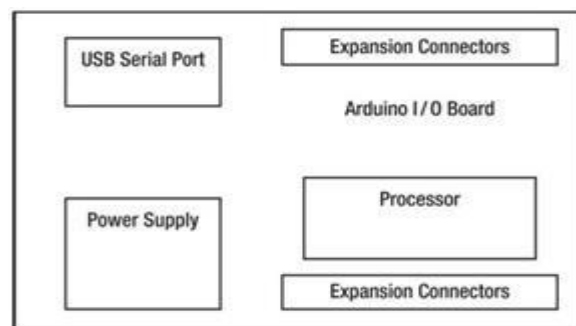 USB Serial Port
Expansion Connectors
Arduino I/O Board
Power Supply
Processor
Expansion Connectors